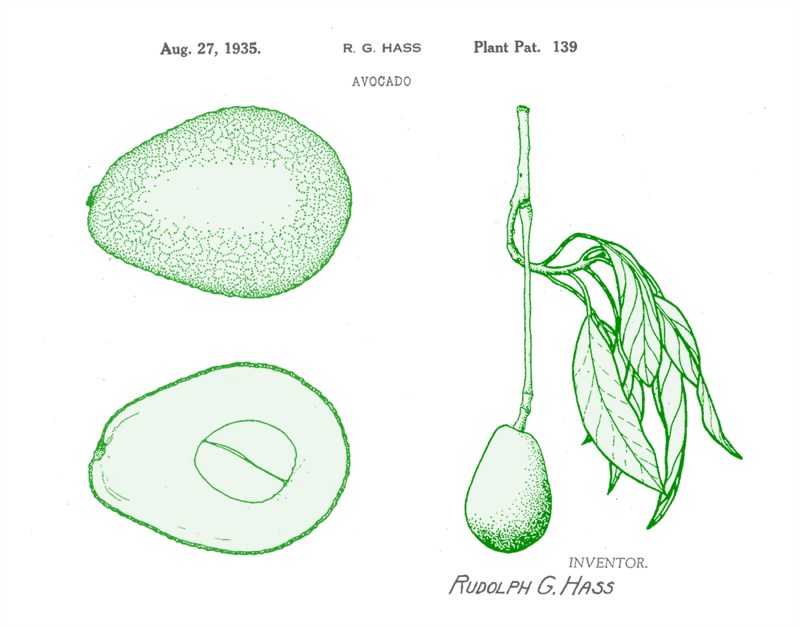 Aug. 27, 1935. R. G. HASS Plant Pat. 139
AVOCADO
INVENTOR.
RUDOLPH G. HASS